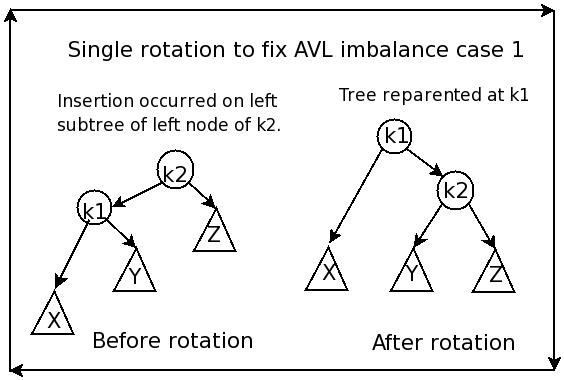 Single rotation to fix AVL imbalance case 1
Insertion occurred on left
subtree of left node of k2.
k2
k1
Z
Y
X
Before rotation
Tree reparented at k1
k1
k2
X
Y
Z
After rotation